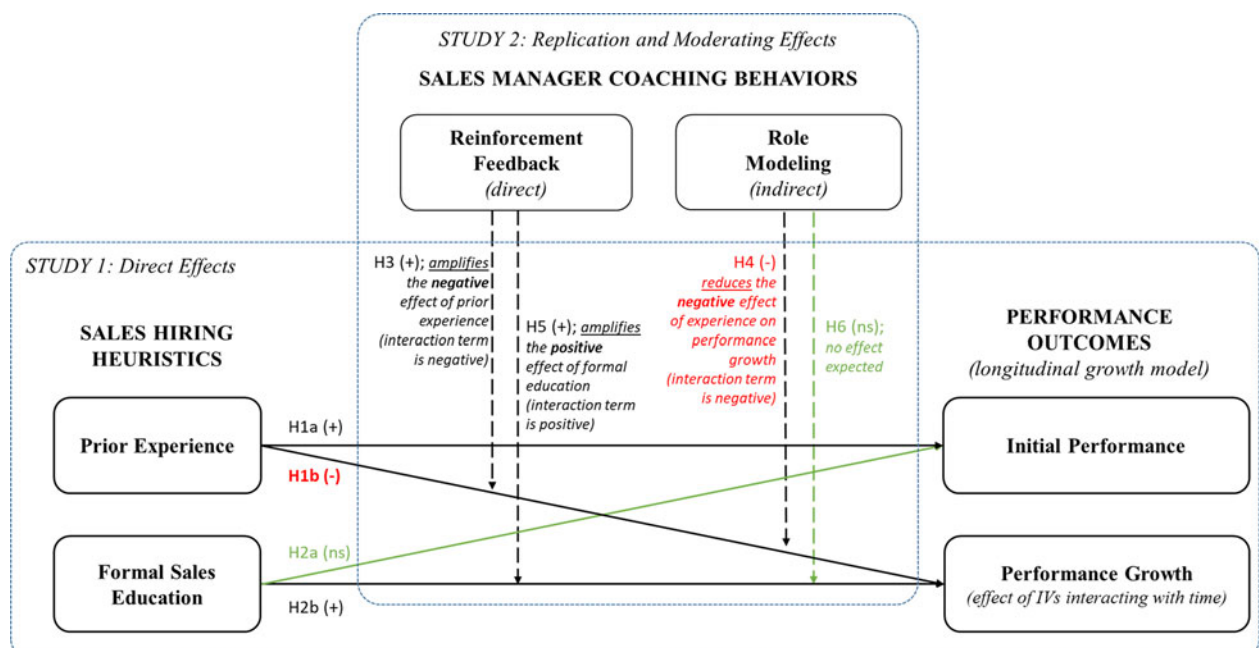 STUDY 2: Replication and Moderating Effects
SALES MANAGER COACHING BEHAVIORS
Reinforcement
Feedback
(direct)
Role
Modeling
(indirect)
STUDY 1: Direct Effects
SALES HIRING
HEURISTICS
Prior Experience
Formal Sales
Education
H1a (+)
H1b (-)
H2a (ns)
H2b (+)
H3 (+); amplifies
the negative
effect of prior
experience
(interaction term
is negative)
H5 (+); amplifies
the positive
effect of formal
education
(interaction term
is positive)
H4 (-)
reduces the
negative effect
of experience on
performance
growth
(interaction term
is negative)
H6 (ns);
no effect
expected
PERFORMANCE
OUTCOMES
(longitudinal growth model)
Initial Performance
Performance Growth
(effect of IVs interacting with time)